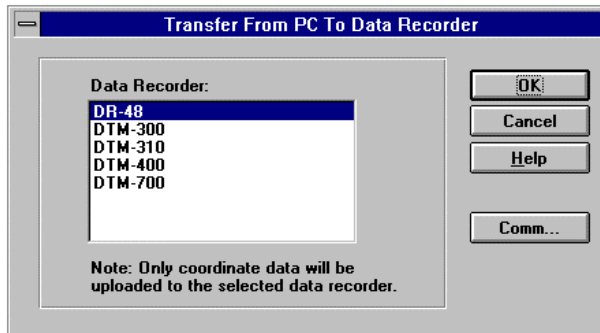 Transfer From PC To Data Recorder
Data Recorder:
DR-48
DTM-300
DTM-310
DTM-400
DTM-700
Note: Only coordinate data will be
uploaded to the selected data recorder.
OK
Cancel
Help
Comm...